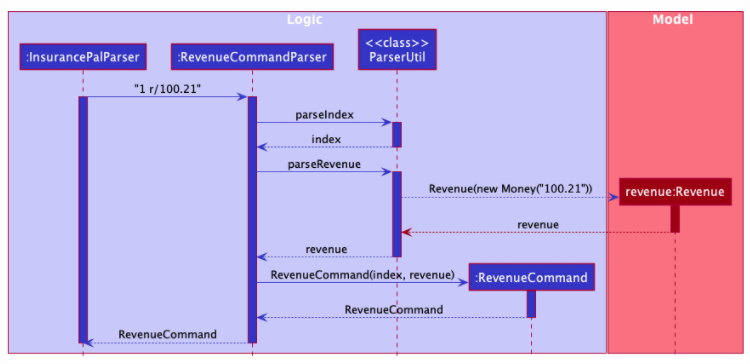 Logic
Model
:InsurancePalParser
:RevenueCommandParser
<<class>>
ParserUtil
"1 r/100.21"
parseIndex
index
parseRevenue
Revenue(new Money("100.21"))
revenue:Revenue
revenue
revenue
RevenueCommand(index, revenue)
:RevenueCommand
RevenueCommand
RevenueCommand